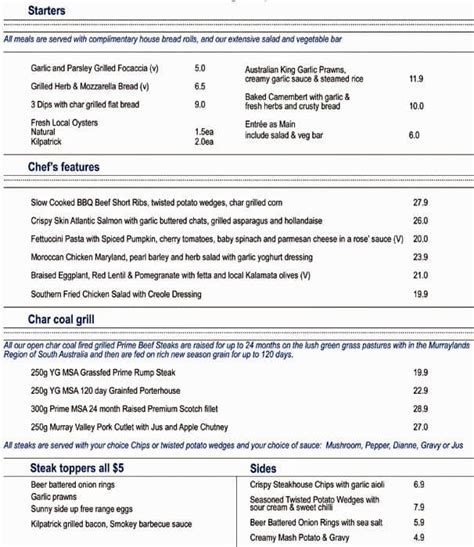 Starters
All meals are served with complimentary house bread rolls, and our extensive salad and vegetable bar
Garlic and Parsley Grilled Focaccia (v) 5.0
Grilled Herb & Mozzarella Bread (v) 6.5
3 Dips with char grilled flat bread 9.0
Fresh Local Oysters
Natural 1.5ea
Kilpatrick 2.0ea
Australian King Garlic Prawns,
creamy garlic sauce & steamed rice 11.9
Baked Camembert with garlic &
fresh herbs and crusty bread 10.0
Entrée as Main
include salad & veg bar 6.0
Chef's features
Slow Cooked BBQ Beef Short Ribs, twisted potato wedges, char grilled corn 27.9
Crispy Skin Atlantic Salmon with garlic buttered chats, grilled asparagus and hollandaise 26.0
Fettuccini Pasta with Spiced Pumpkin, cherry tomatoes, baby spinach and parmesan cheese in a rose' sauce (V) 20.0
Moroccan Chicken Maryland, pearl barley and herb salad with garlic yoghurt dressing 23.9
Braised Eggplant, Red Lentil & Pomegranate with fetta and local Kalamata olives (V) 21.0
Southern Fried Chicken Salad with Creole Dressing 19.9
Char coal grill
All our open char coal fired grilled Prime Beef Steaks are raised for up to 24 months on the lush green grass pastures with in the Murraylands
Region of South Australia and then are fed on rich new season grain for up to 120 days.
250g YG MSA Grassfed Prime Rump Steak 19.9
250g YG MSA 120 day Grainfed Porterhouse 22.9
300g Prime MSA 24 month Raised Premium Scotch fillet 28.9
250g Murray Valley Pork Cutlet with Jus and Apple Chutney 27.0
All steaks are served with your choice Chips or twisted potato wedges and your choice of sauce: Mushroom, Pepper, Dianne, Gravy or Jus
Steak toppers all $5
Beer battered onion rings
Garlic prawns
Sunny side up free range eggs
Kilpatrick grilled bacon, Smokey barbecue sauce
Sides
Crispy Steakhouse Chips with garlic aioli 6.9
Seasoned Twisted Potato Wedges with
sour cream & sweet chilli 7.9
Beer Battered Onion Rings with sea salt 5.9
Creamy Mash Potato & Gravy 4.9